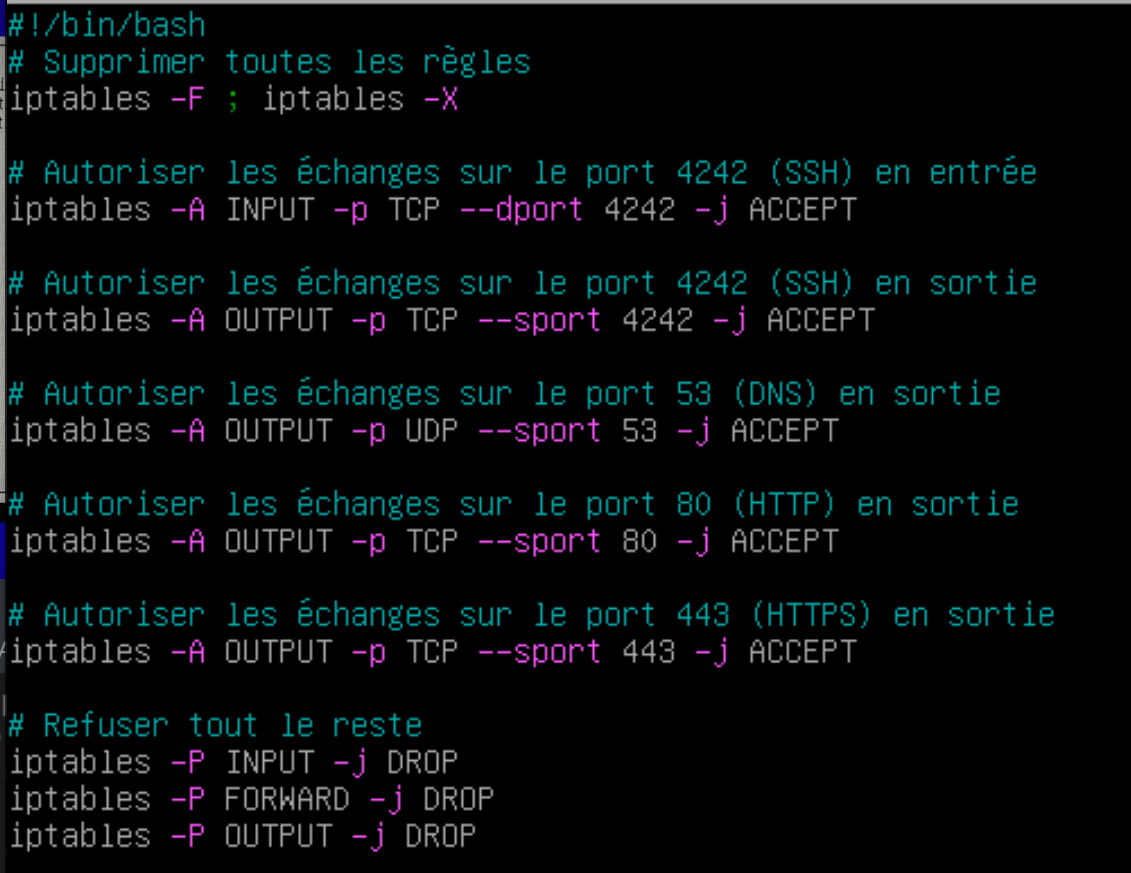 #!/bin/bash
# Supprimer toutes les règles
iptables -F ; iptables -X
# Autoriser les échanges sur le port 4242 (SSH) en entrée
iptables -A INPUT -p TCP --dport 4242 -j ACCEPT
# Autoriser les échanges sur le port 4242 (SSH) en sortie
iptables -A OUTPUT -p TCP --sport 4242 -j ACCEPT
# Autoriser les échanges sur le port 53 (DNS) en sortie
iptables -A OUTPUT -p UDP --sport 53 -j ACCEPT
# Autoriser les échanges sur le port 80 (HTTP) en sortie
iptables -A OUTPUT -p TCP --sport 80 -j ACCEPT
# Autoriser les échanges sur le port 443 (HTTPS) en sortie
iptables -A OUTPUT -p TCP --sport 443 -j ACCEPT
# Refuser tout le reste
iptables -P INPUT -j DROP
iptables -P FORWARD -j DROP
iptables -P OUTPUT -j DROP